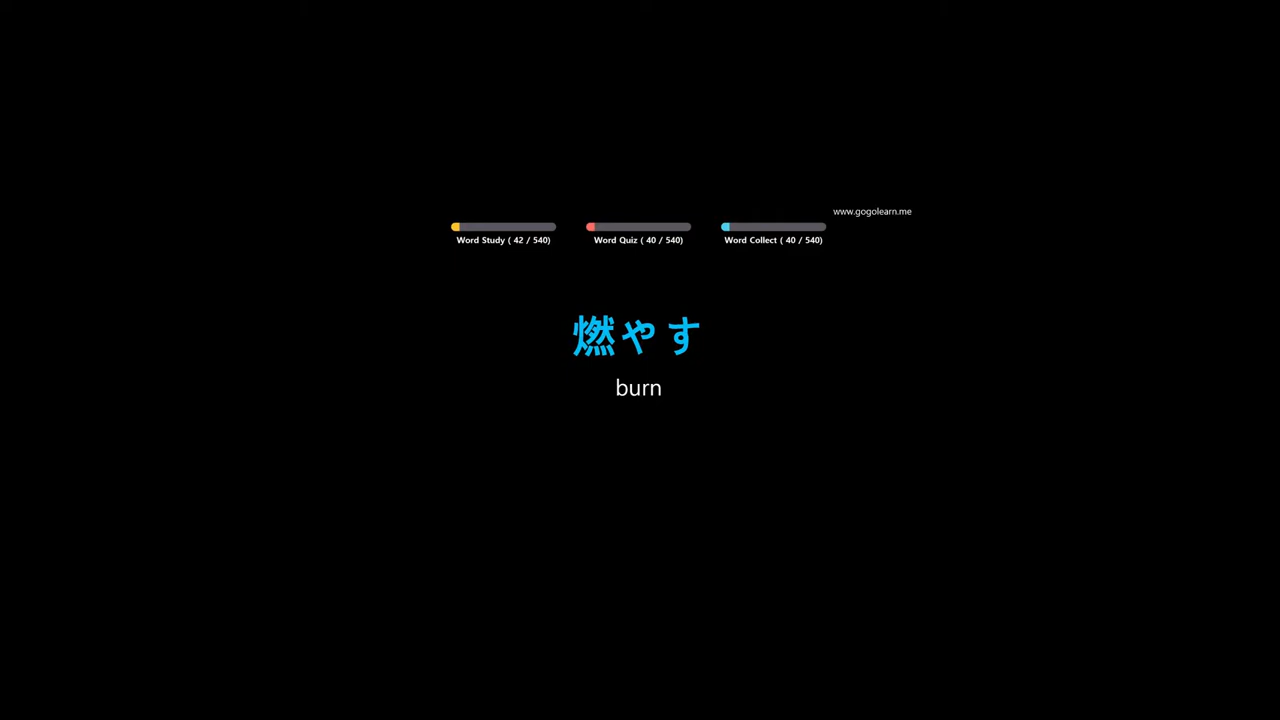 www.gogolearn.me
Word Study ( 42 / 540)
Word Quiz ( 40 / 540)
Word Collect ( 40 / 540)
燃やす
burn